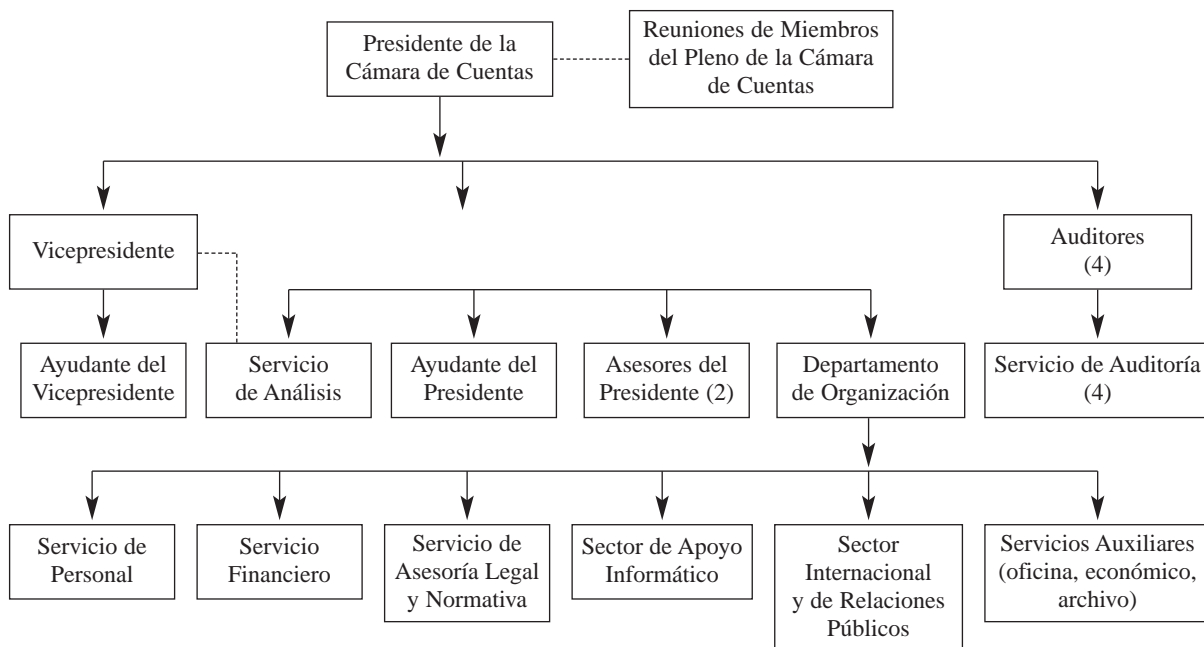 Presidente de la
Cámara de Cuentas
Reuniones de Miembros
del Pleno de la Cámara
de Cuentas
Vicepresidente
Auditores
(4)
Ayudante del
Vicepresidente
Servicio
de Análisis
Ayudante del
Presidente
Asesores del
Presidente (2)
Departamento
de Organización
Servicio de Auditoría
(4)
Servicio de
Personal
Servicio
Financiero
Servicio de
Asesoría Legal
y Normativa
Sector de Apoyo
Informático
Sector
Internacional
y de Relaciones
Públicos
Servicios Auxiliares
(oficina, económico,
archivo)